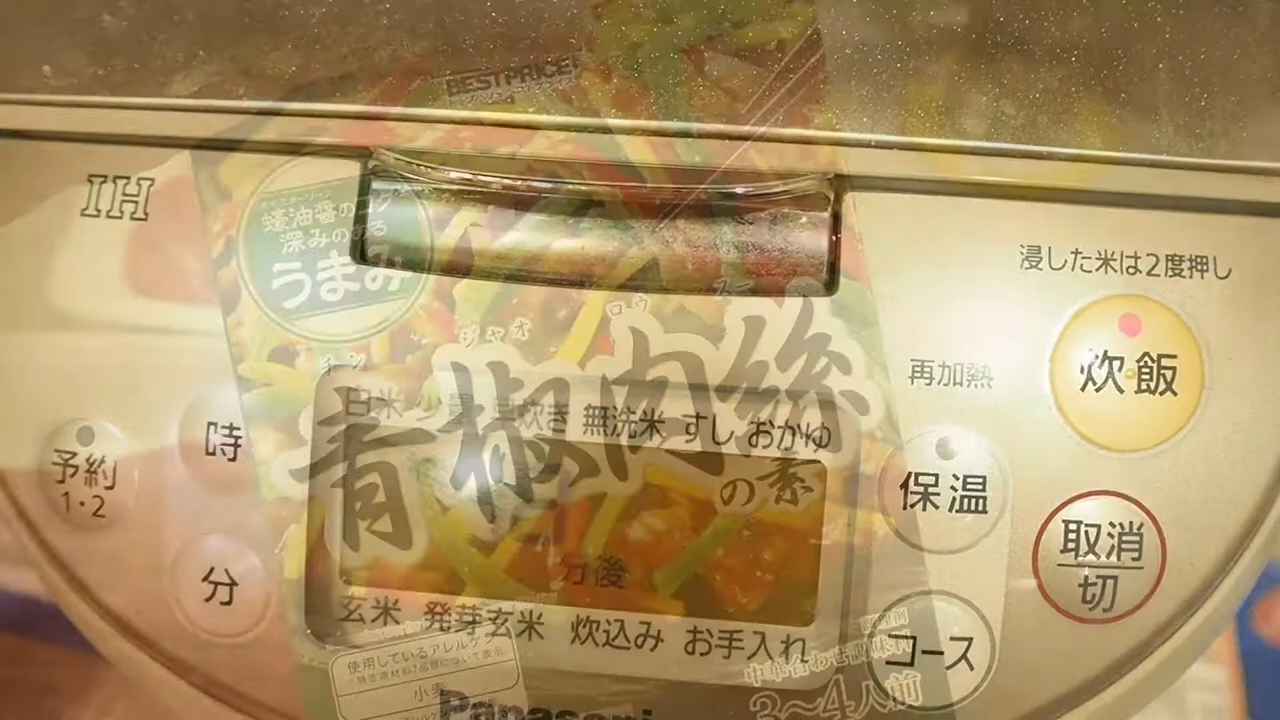 BESTPRICE
IH
蠔油醤のコク
深みのある
うまみ
浸した米は2度押し
チン ジャオ ロウ スー
青椒肉絲
の素
再加熱
炊飯
白米 少量 早炊き 無洗米 すし おかゆ
予約
1・2
時
分
保温
取消
切
分後
玄米 発芽玄米 炊込み お手入れ
コース
使用しているアレルゲン
小麦
中華合わせ調味料
3〜4人前
Panasoni